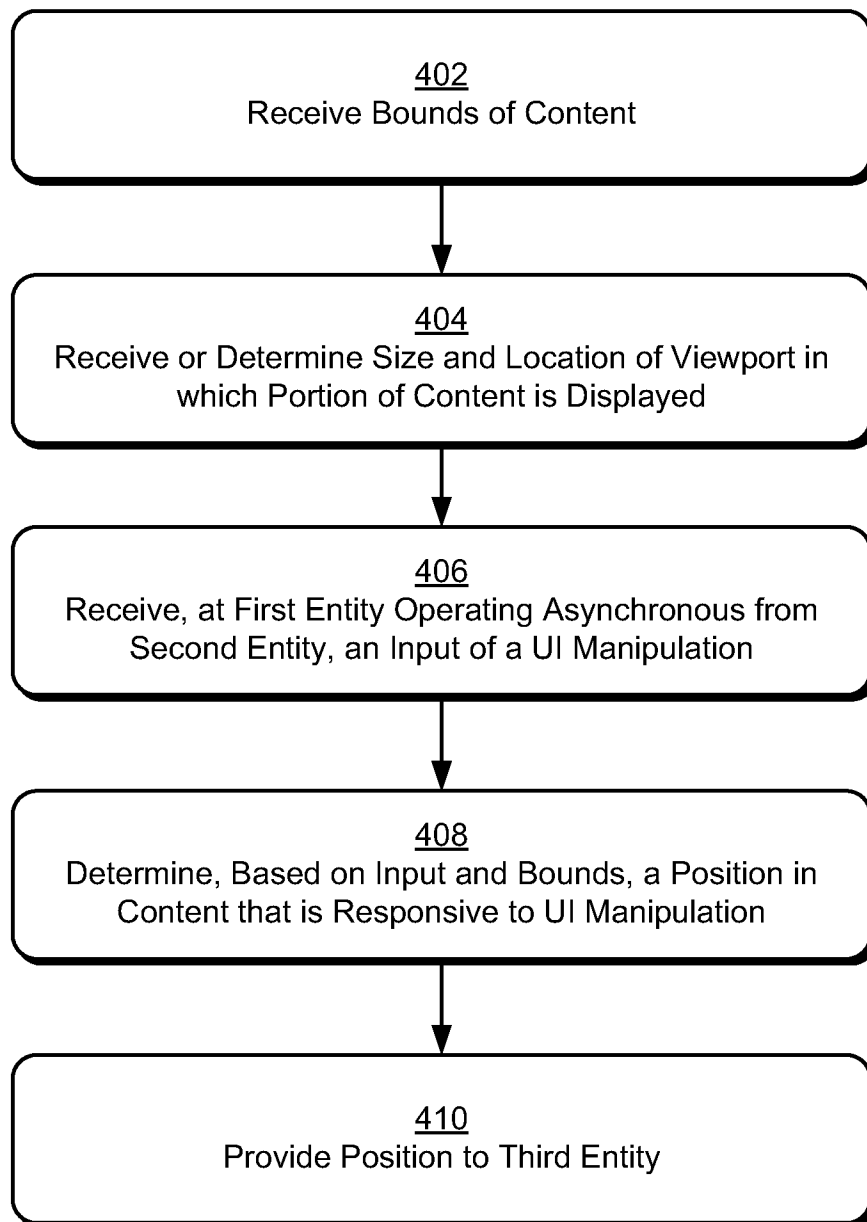 402
Receive Bounds of Content
404
Receive or Determine Size and Location of Viewport in
which Portion of Content is Displayed
406
Receive, at First Entity Operating Asynchronous from
Second Entity, an Input of a UI Manipulation
408
Determine, Based on Input and Bounds, a Position in
Content that is Responsive to UI Manipulation
410
Provide Position to Third Entity